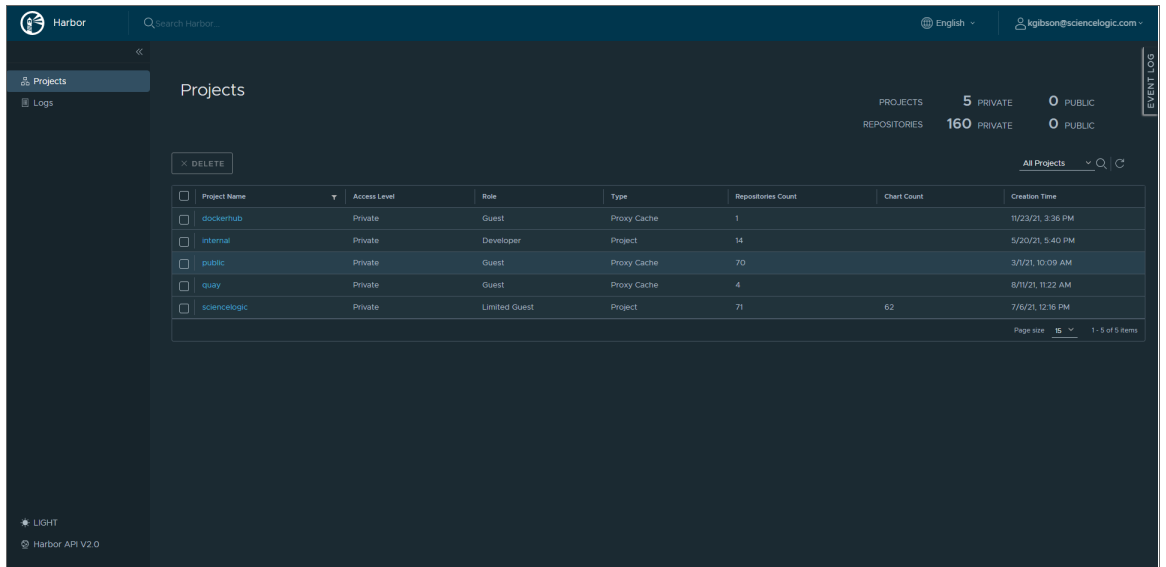 Harbor
Search Harbor...
English
kgibson@sciencelogic.com
EVENT LOG
Projects
Logs
Projects
PROJECTS 5 PRIVATE 0 PUBLIC
REPOSITORIES 160 PRIVATE 0 PUBLIC
DELETE
All Projects
Project Name Access Level Role Type Repositories Count Chart Count Creation Time
dockerhub Private Guest Proxy Cache 1 11/23/21, 3:36 PM
internal Private Developer Project 14 5/20/21, 5:40 PM
public Private Guest Proxy Cache 70 3/1/21, 10:09 AM
quay Private Guest Proxy Cache 4 8/11/21, 11:22 AM
sciencelogic Private Limited Guest Project 71 62 7/6/21, 12:16 PM
Page size 15 1 - 5 of 5 items
LIGHT
Harbor API V2.0